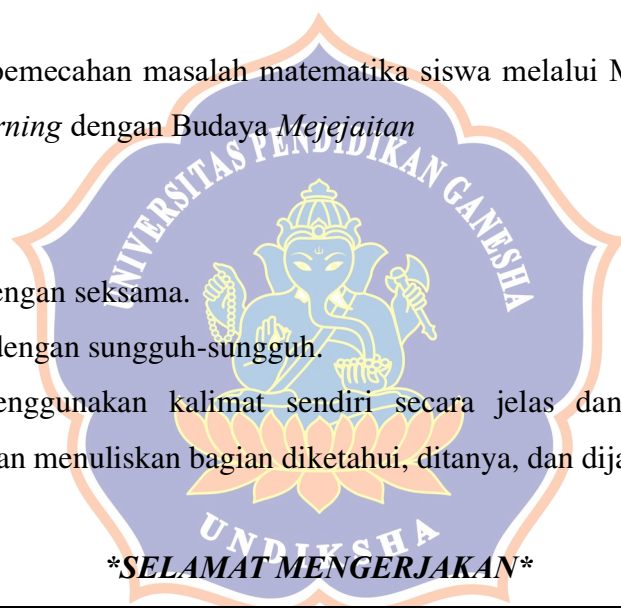 pemecahan masalah matematika siswa melalui
rning dengan Budaya Mejejaitan
UNIVERSITAS PENDIDIKAN GANESHA
engan seksama.
dengan sungguh-sungguh.
enggunakan kalimat sendiri secara jelas dan
an menuliskan bagian diketahui, ditanya, dan dija
UNDIKSHA
*SELAMAT MENGERJAKAN*